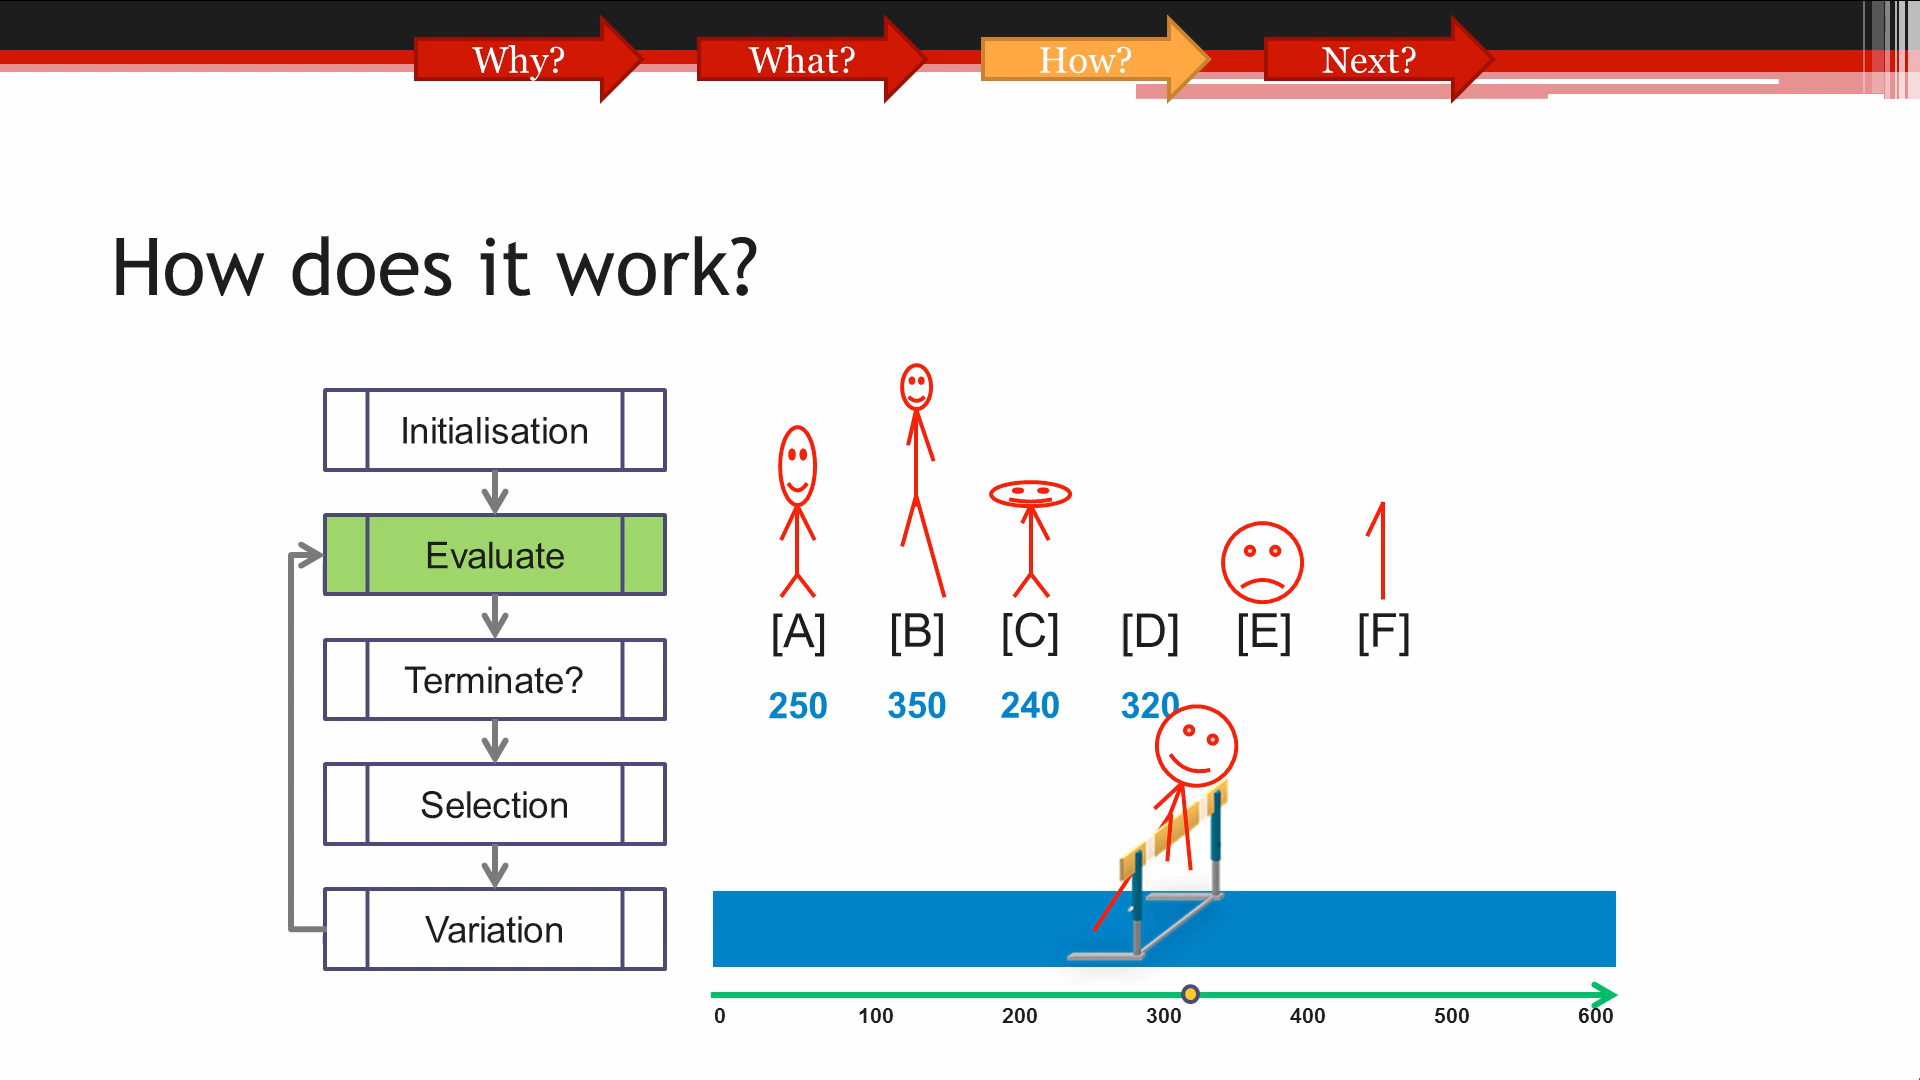 Why? What? How? Next?
How does it work?
Initialisation
Evaluate
Terminate?
Selection
Variation
[A] [B] [C] [D] [E] [F]
250 350 240 320
0 100 200 300 400 500 600